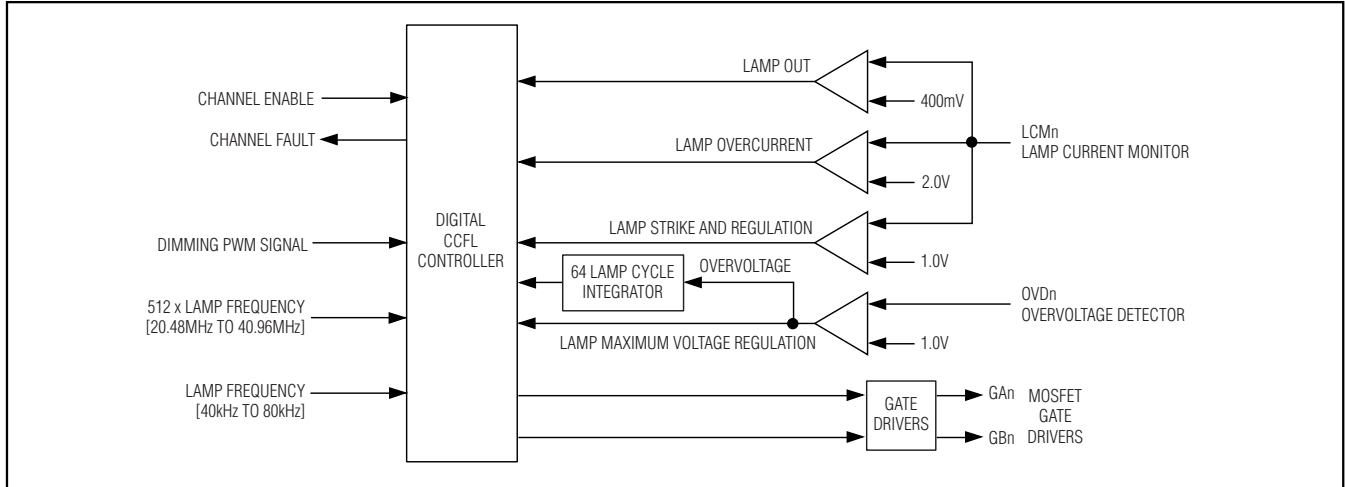 CHANNEL ENABLE
CHANNEL FAULT
DIMMING PWM SIGNAL
512 x LAMP FREQUENCY
[20.48MHz TO 40.96MHz]
LAMP FREQUENCY
[40kHz TO 80kHz]
DIGITAL
CCFL
CONTROLLER
LAMP OUT
400mV
LAMP OVERCURRENT
2.0V
LCMn
LAMP CURRENT MONITOR
LAMP STRIKE AND REGULATION
1.0V
64 LAMP CYCLE
INTEGRATOR
OVERVOLTAGE
OVDn
OVERVOLTAGE DETECTOR
LAMP MAXIMUM VOLTAGE REGULATION
1.0V
GATE
DRIVERS
GAn
GBn
MOSFET
GATE
DRIVERS